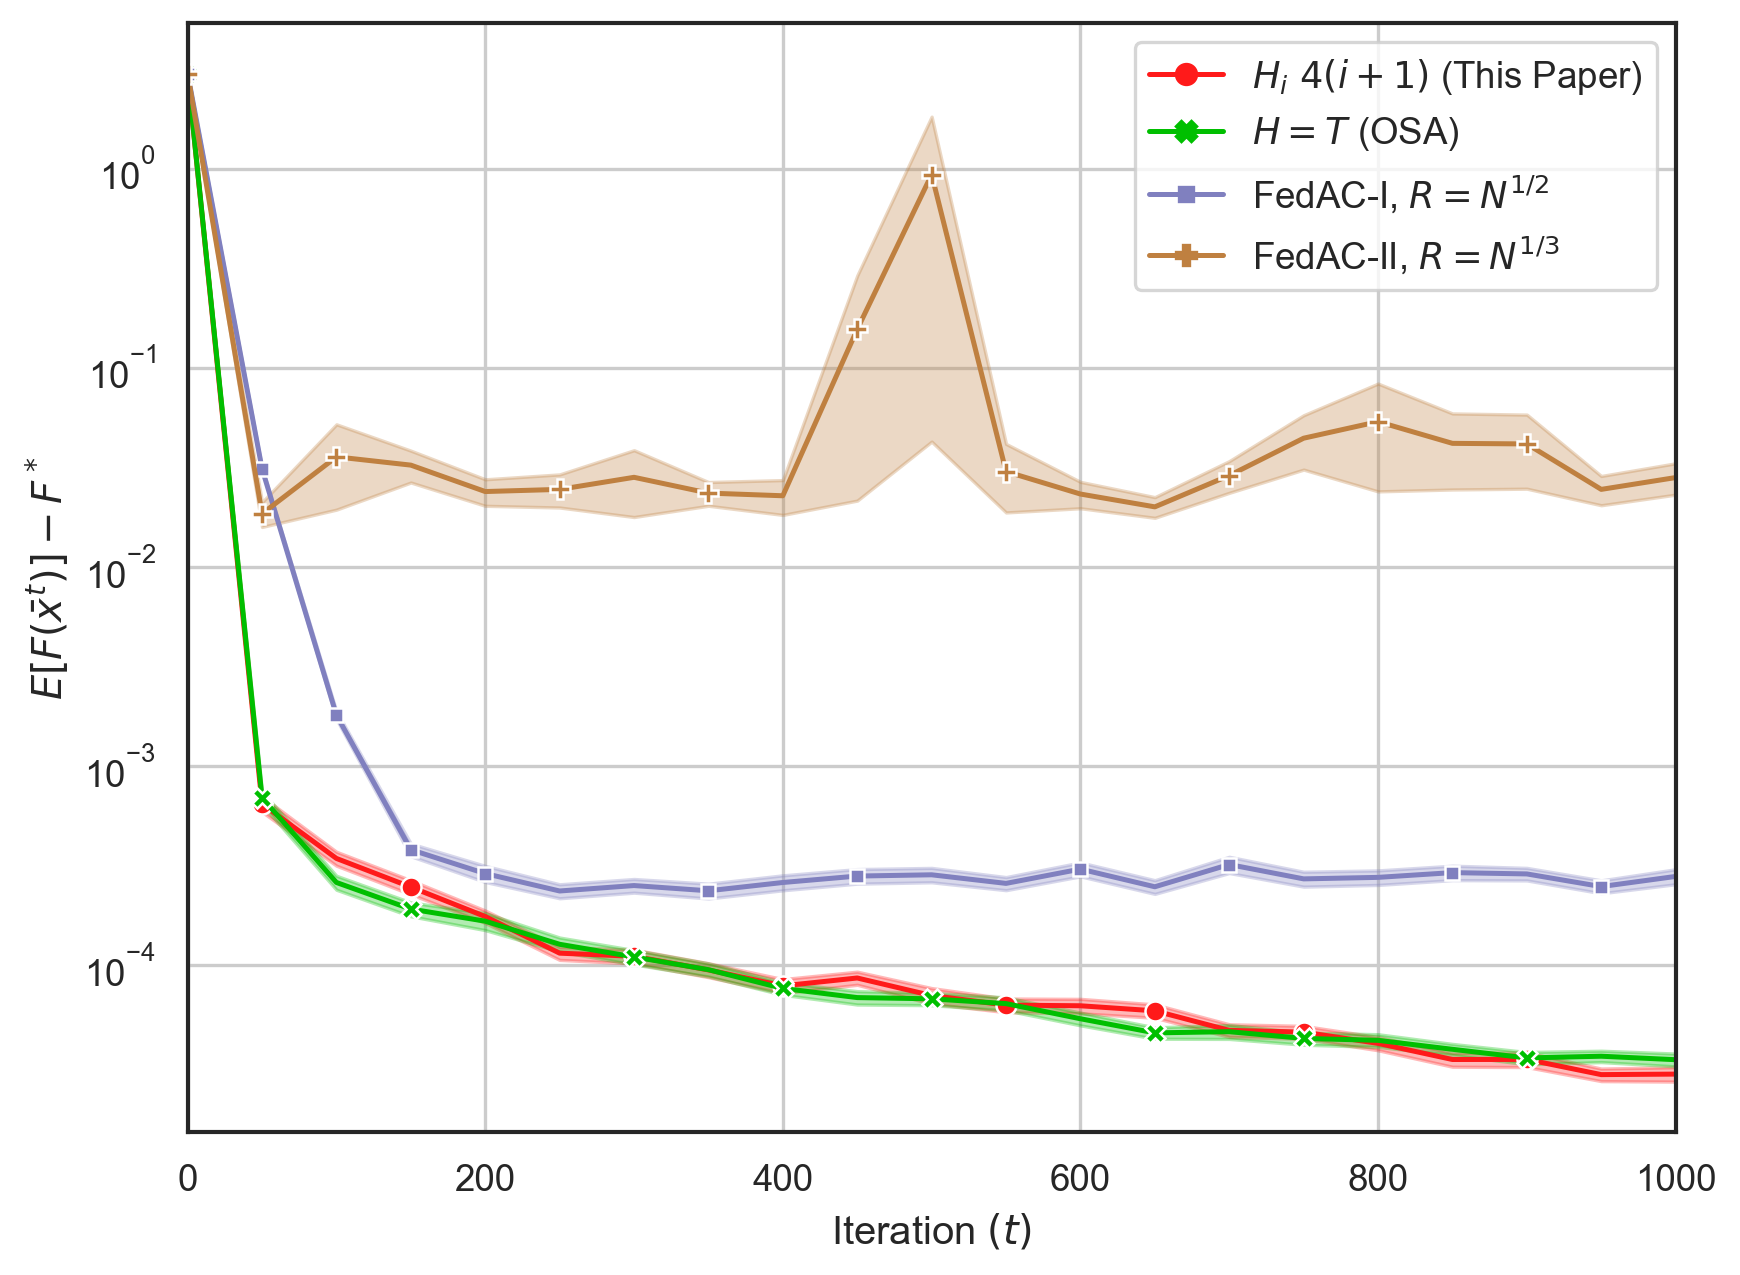 H_i 4(i + 1) (This Paper)
H = T (OSA)
FedAC-I, R = N^{1/2}
FedAC-II, R = N^{1/3}
E[F(x̄^t)] − F^*
10^0
10^{−1}
10^{−2}
10^{−3}
10^{−4}
0 200 400 600 800 1000
Iteration (t)